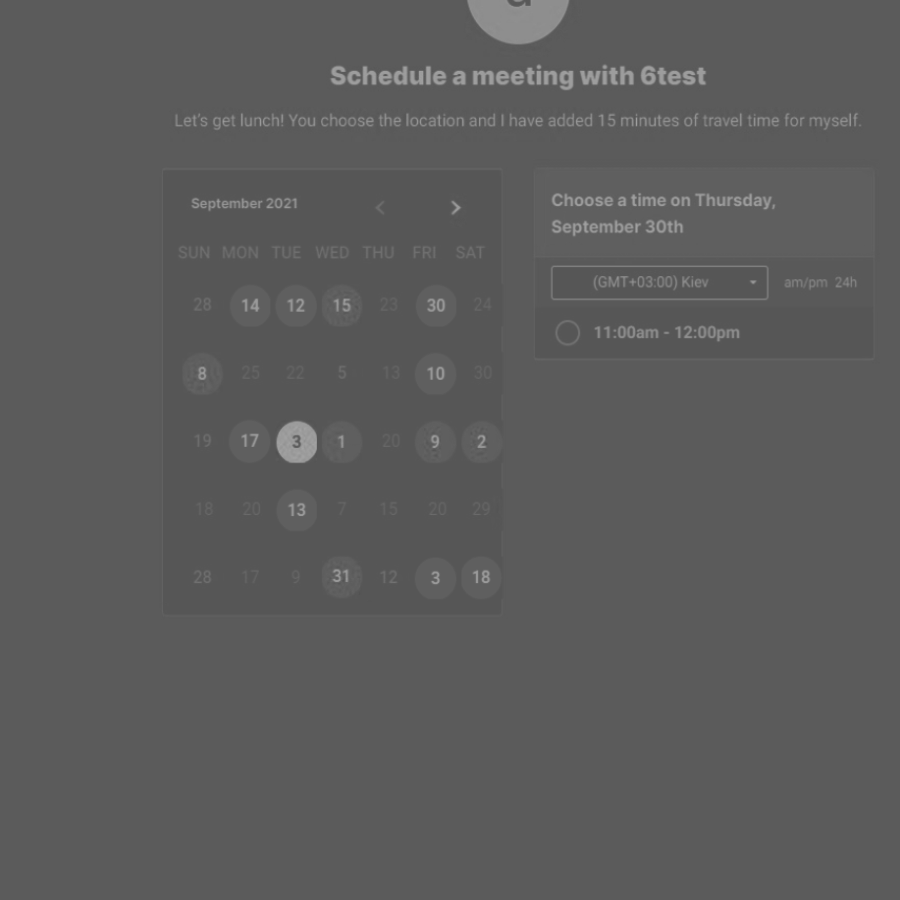 Schedule a meeting with 6test
Let's get lunch! You choose the location and I have added 15 minutes of travel time for myself.
September 2021
SUN MON TUE WED THU FRI SAT
28 14 12 15 23 30 24
8 25 22 5 13 10 30
19 17 3 1 20 9 2
18 20 13 7 15 20 29
28 17 9 31 12 3 18
Choose a time on Thursday,
September 30th
(GMT+03:00) Kiev am/pm 24h
11:00am - 12:00pm